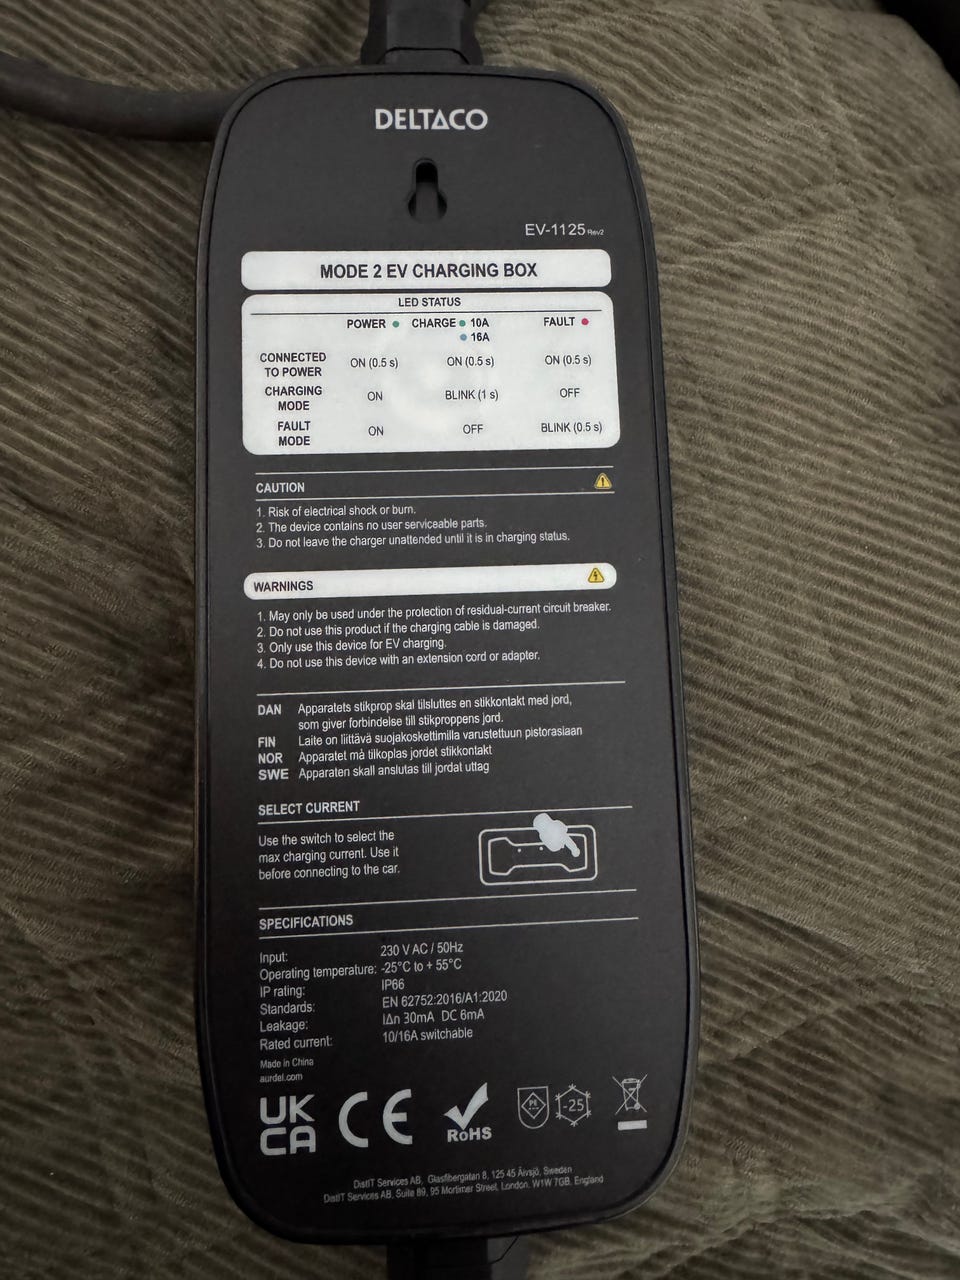 DELTACO
EV-1125 Rev2
MODE 2 EV CHARGING BOX
LED STATUS
POWER CHARGE 10A FAULT
16A
CONNECTED TO POWER ON (0.5 s) ON (0.5 s) ON (0.5 s)
CHARGING MODE ON BLINK (1 s) OFF
FAULT MODE ON OFF BLINK (0.5 s)
CAUTION
1. Risk of electrical shock or burn.
2. The device contains no user serviceable parts.
3. Do not leave the charger unattended until it is in charging status.
WARNINGS
1. May only be used under the protection of residual-current circuit breaker.
2. Do not use this product if the charging cable is damaged.
3. Only use this device for EV charging.
4. Do not use this device with an extension cord or adapter.
DAN Apparatets stikprop skal tilsluttes en stikkontakt med jord,
som giver forbindelse till stikproppens jord.
FIN Laite on liittävä suojakoskettimilla varustettuun pistorasiaan
NOR Apparatet må tilkoplas jordet stikkontakt
SWE Apparaten skall anslutas till jordat uttag
SELECT CURRENT
Use the switch to select the
max charging current. Use it
before connecting to the car.
SPECIFICATIONS
Input: 230 V AC / 50Hz
Operating temperature: -25°C to + 55°C
IP rating: IP66
Standards: EN 62752:2016/A1:2020
Leakage: IΔn 30mA DC 6mA
Rated current: 10/16A switchable
Made in China
aurdel.com
UK
CA
CE
RoHS
PE
-25
DistIT Services AB, Glasfibergatan 8, 125 45 Älvsjö, Sweden
DistIT Services AB, Suite 89, 95 Mortimer Street, London, W1W 7GB, England